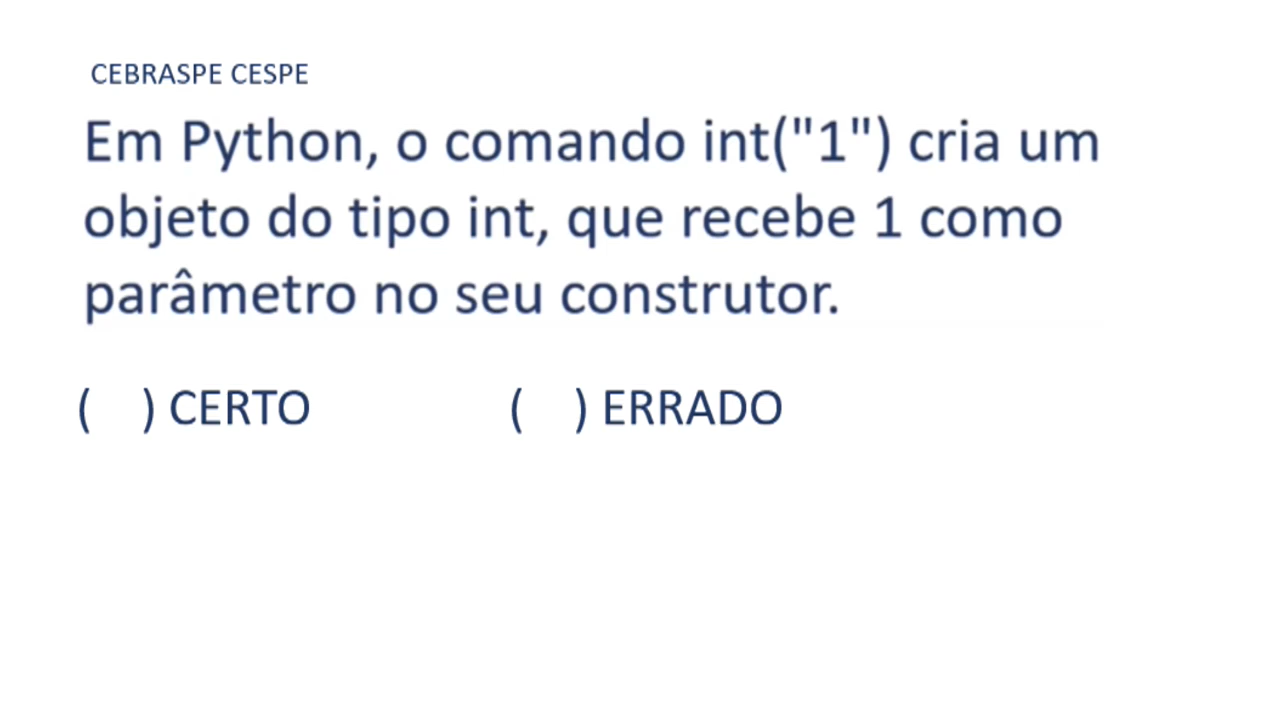 CEBRASPE CESPE
Em Python, o comando int("1") cria um
objeto do tipo int, que recebe 1 como
parâmetro no seu construtor.
(   ) CERTO (   ) ERRADO